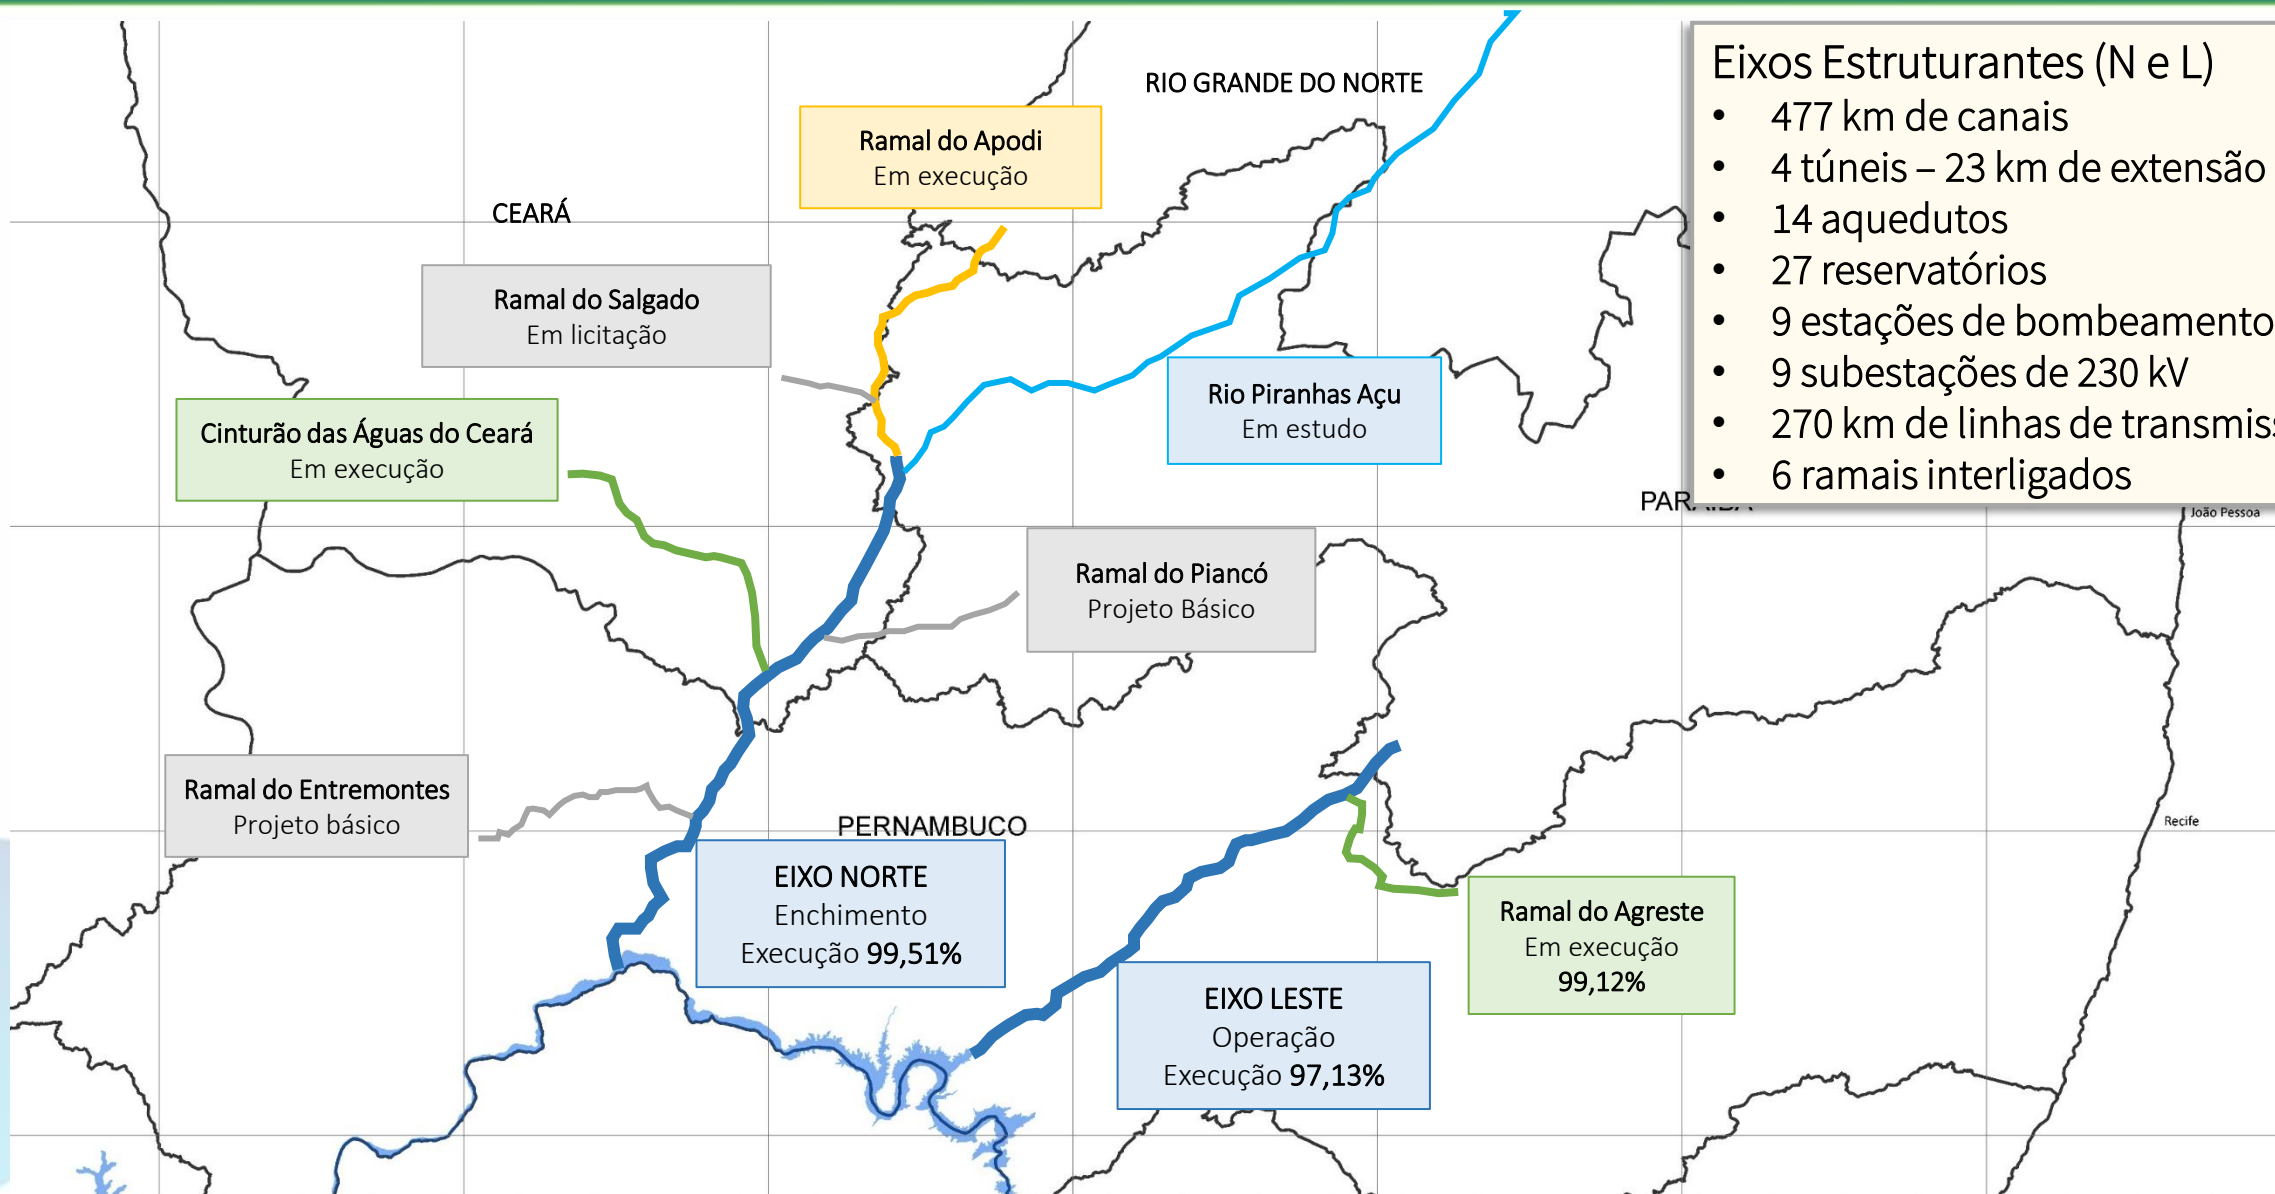 RIO GRANDE DO NORTE
Eixos Estruturantes (N e L)
• 477 km de canais
• 4 túneis – 23 km de extensão
• 14 aquedutos
• 27 reservatórios
• 9 estações de bombeamento
• 9 subestações de 230 kV
• 270 km de linhas de
• 6 ramais interligados
Ramal do Apodi
Em execução
CEARÁ
Ramal do Salgado
Em licitação
Rio Piranhas Açu
Em estudo
Cinturão das Águas do Ceará
Em execução
João Pessoa
Ramal do Piancó
Projeto Básico
Ramal do Entremontes
Projeto básico
PERNAMBUCO
Recife
EIXO NORTE
Enchimento
Execução 99,51%
Ramal do Agreste
Em execução
99,12%
EIXO LESTE
Operação
Execução 97,13%